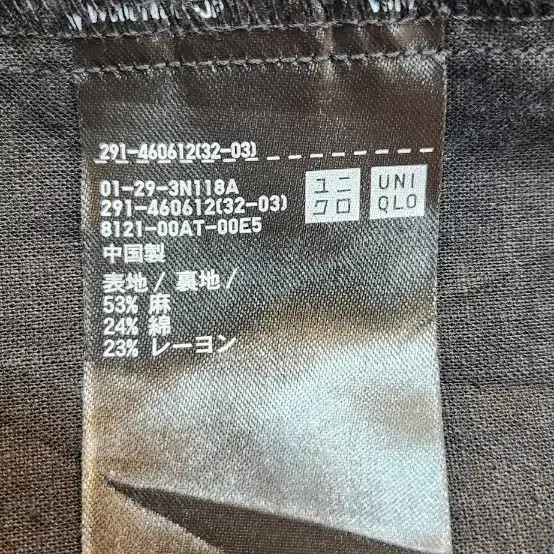 291-460612(32-03)
01-29-3N118A
291-460612(32-03)
8121-00AT-00E5
中国製
表地/裏地/
53% 麻
24% 綿
23% レーヨン
ユニ
クロ
UNI
QLO